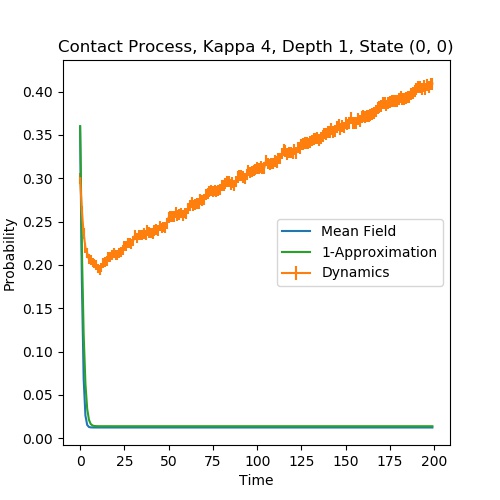 Contact Process, Kappa 4, Depth 1, State (0, 0)
0.40
0.35
0.30
0.25
0.20
0.15
0.10
0.05
0.00
Probability
Mean Field
1-Approximation
Dynamics
0 25 50 75 100 125 150 175 200
Time